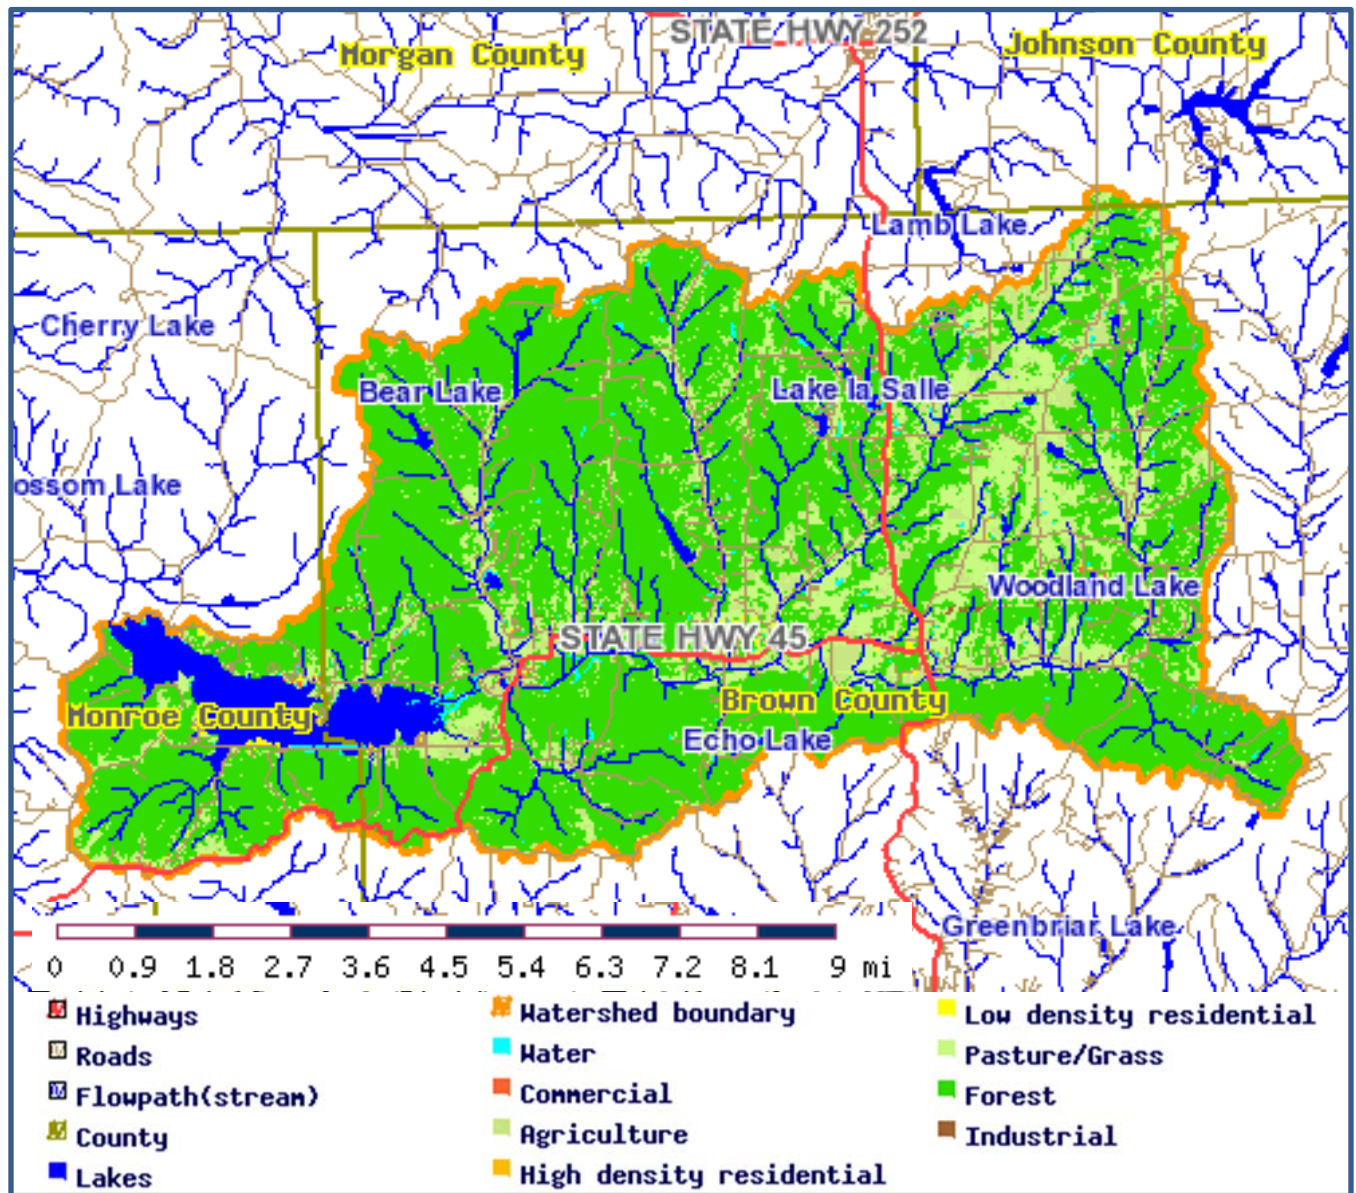 STATE HWY 252
Morgan County
Johnson County
Lamb Lake
Cherry Lake
Bear Lake
Lake la Salle
ossom Lake
Woodland Lake
STATE HWY 45
Monroe County
Brown County
Echo Lake
Greenbriar Lake
0 0.9 1.8 2.7 3.6 4.5 5.4 6.3 7.2 8.1 9 mi
Highways
Roads
Flowpath(stream)
County
Lakes
Watershed boundary
Water
Commercial
Agriculture
High density residential
Low density residential
Pasture/Grass
Forest
Industrial